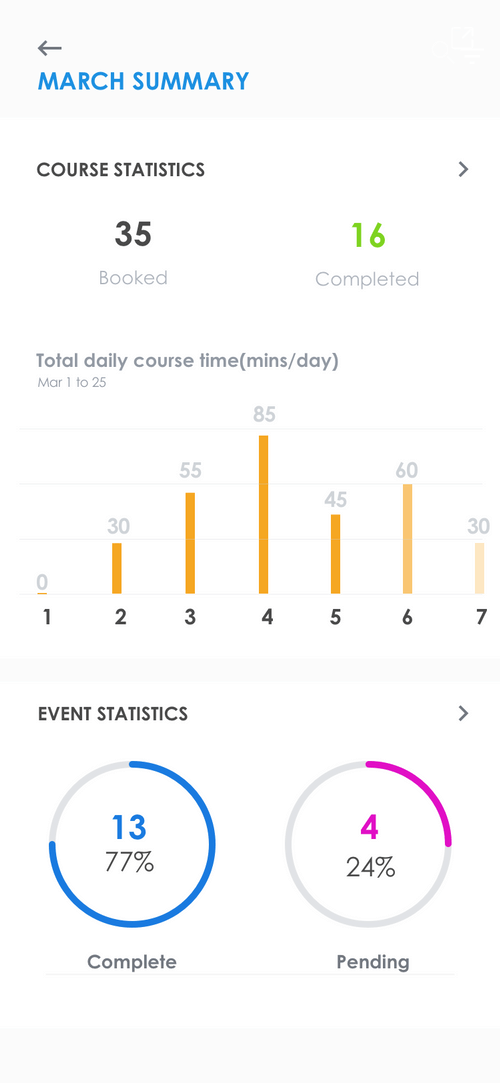 MARCH SUMMARY
COURSE STATISTICS
35
16
Booked
Completed
Total daily course time(mins/day)
Mar 1 to 25
85
55
60
45
30
30
0
1 2 3 4 5 6 7
EVENT STATISTICS
13
4
77%
24%
Complete
Pending